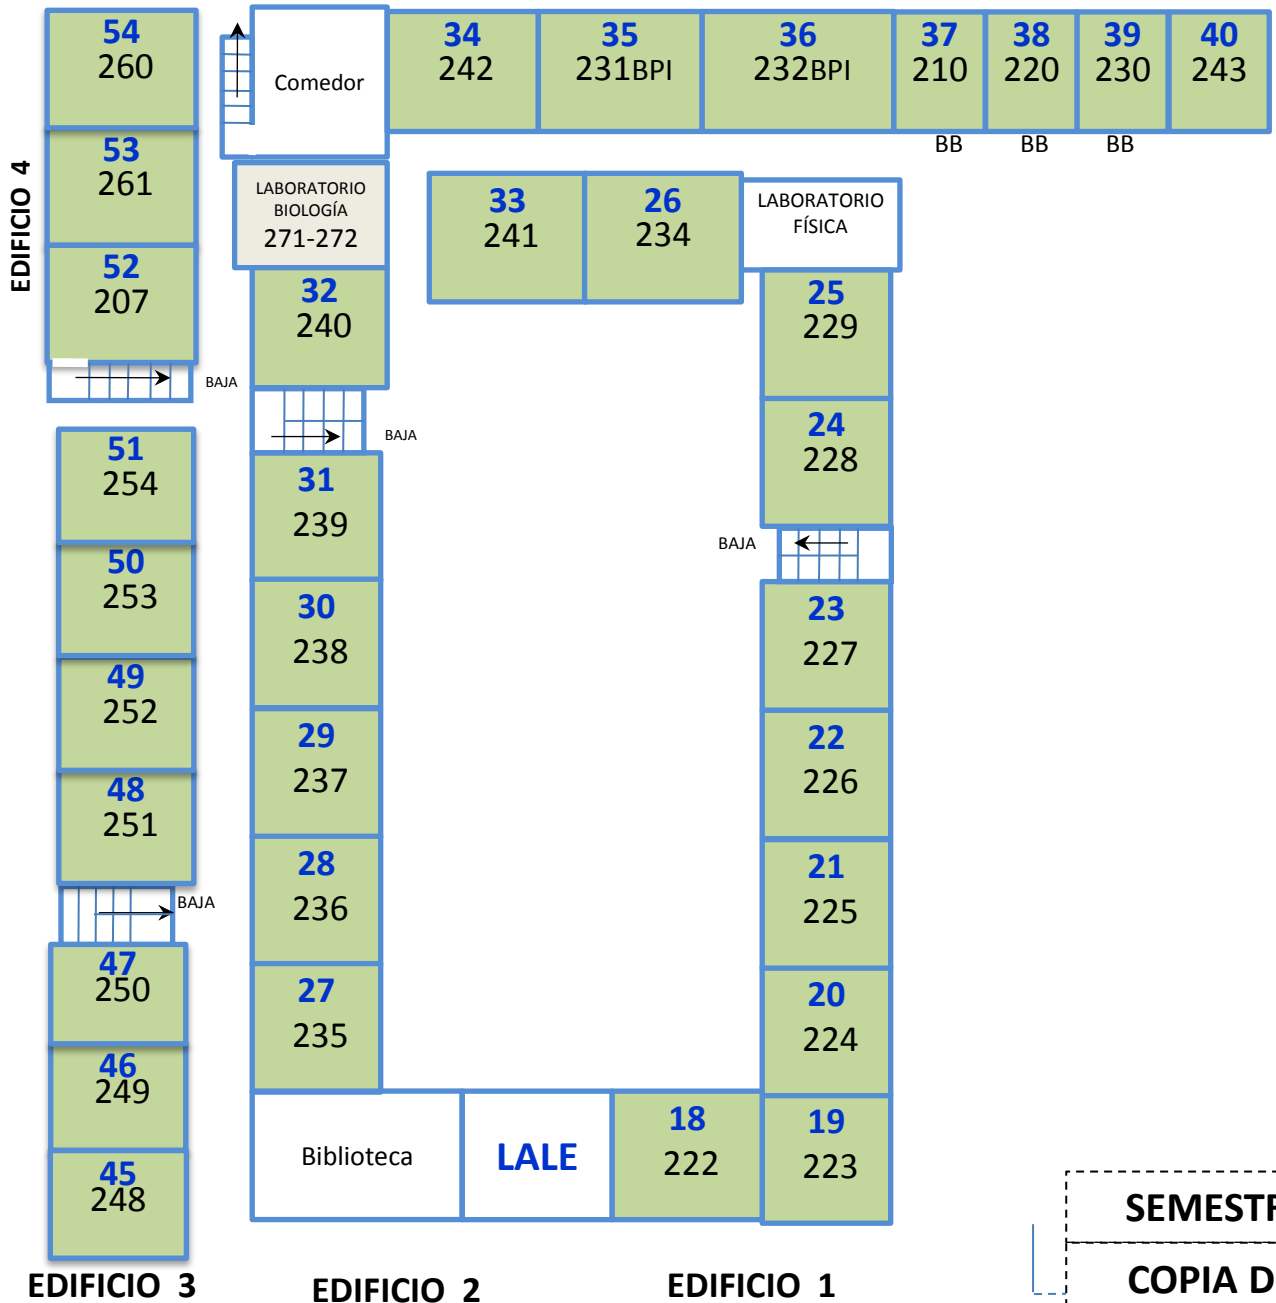 54
260
53
261
52
207
EDIFICIO 4
BAJA
51
254
50
253
49
252
48
251
BAJA
47
250
46
249
45
248
EDIFICIO 3
Comedor
LABORATORIO
BIOLOGÍA
271-272
32
240
BAJA
31
239
30
238
29
237
28
236
27
235
Biblioteca
LALE
EDIFICIO 2
34
242
35
231BPI
36
232BPI
37
210
BB
38
220
BB
39
230
BB
40
243
33
241
26
234
LABORATORIO
FÍSICA
25
229
24
228
BAJA
23
227
22
226
21
225
20
224
19
223
18
222
EDIFICIO 1
SEMESTR
COPIA D